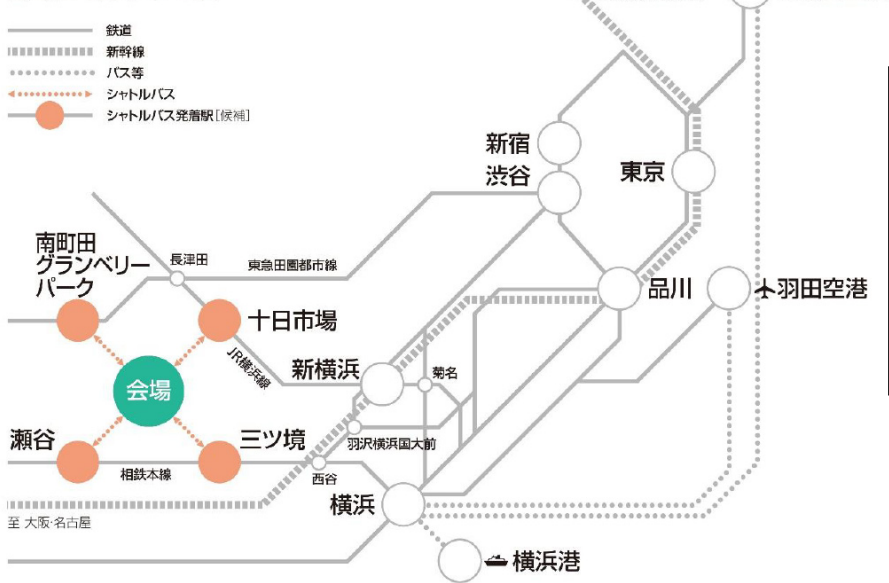 鉄道
新幹線
バス等
シャトルバス
シャトルバス発着駅[候補]
新宿
渋谷
東京
南町田
グランベリー
パーク
長津田
東急田園都市線
品川
羽田空港
十日市場
JR横浜線
新横浜
菊名
会場
瀬谷
三ツ境
羽沢横浜国大前
相鉄本線
西谷
横浜
至 大阪・名古屋
横浜港